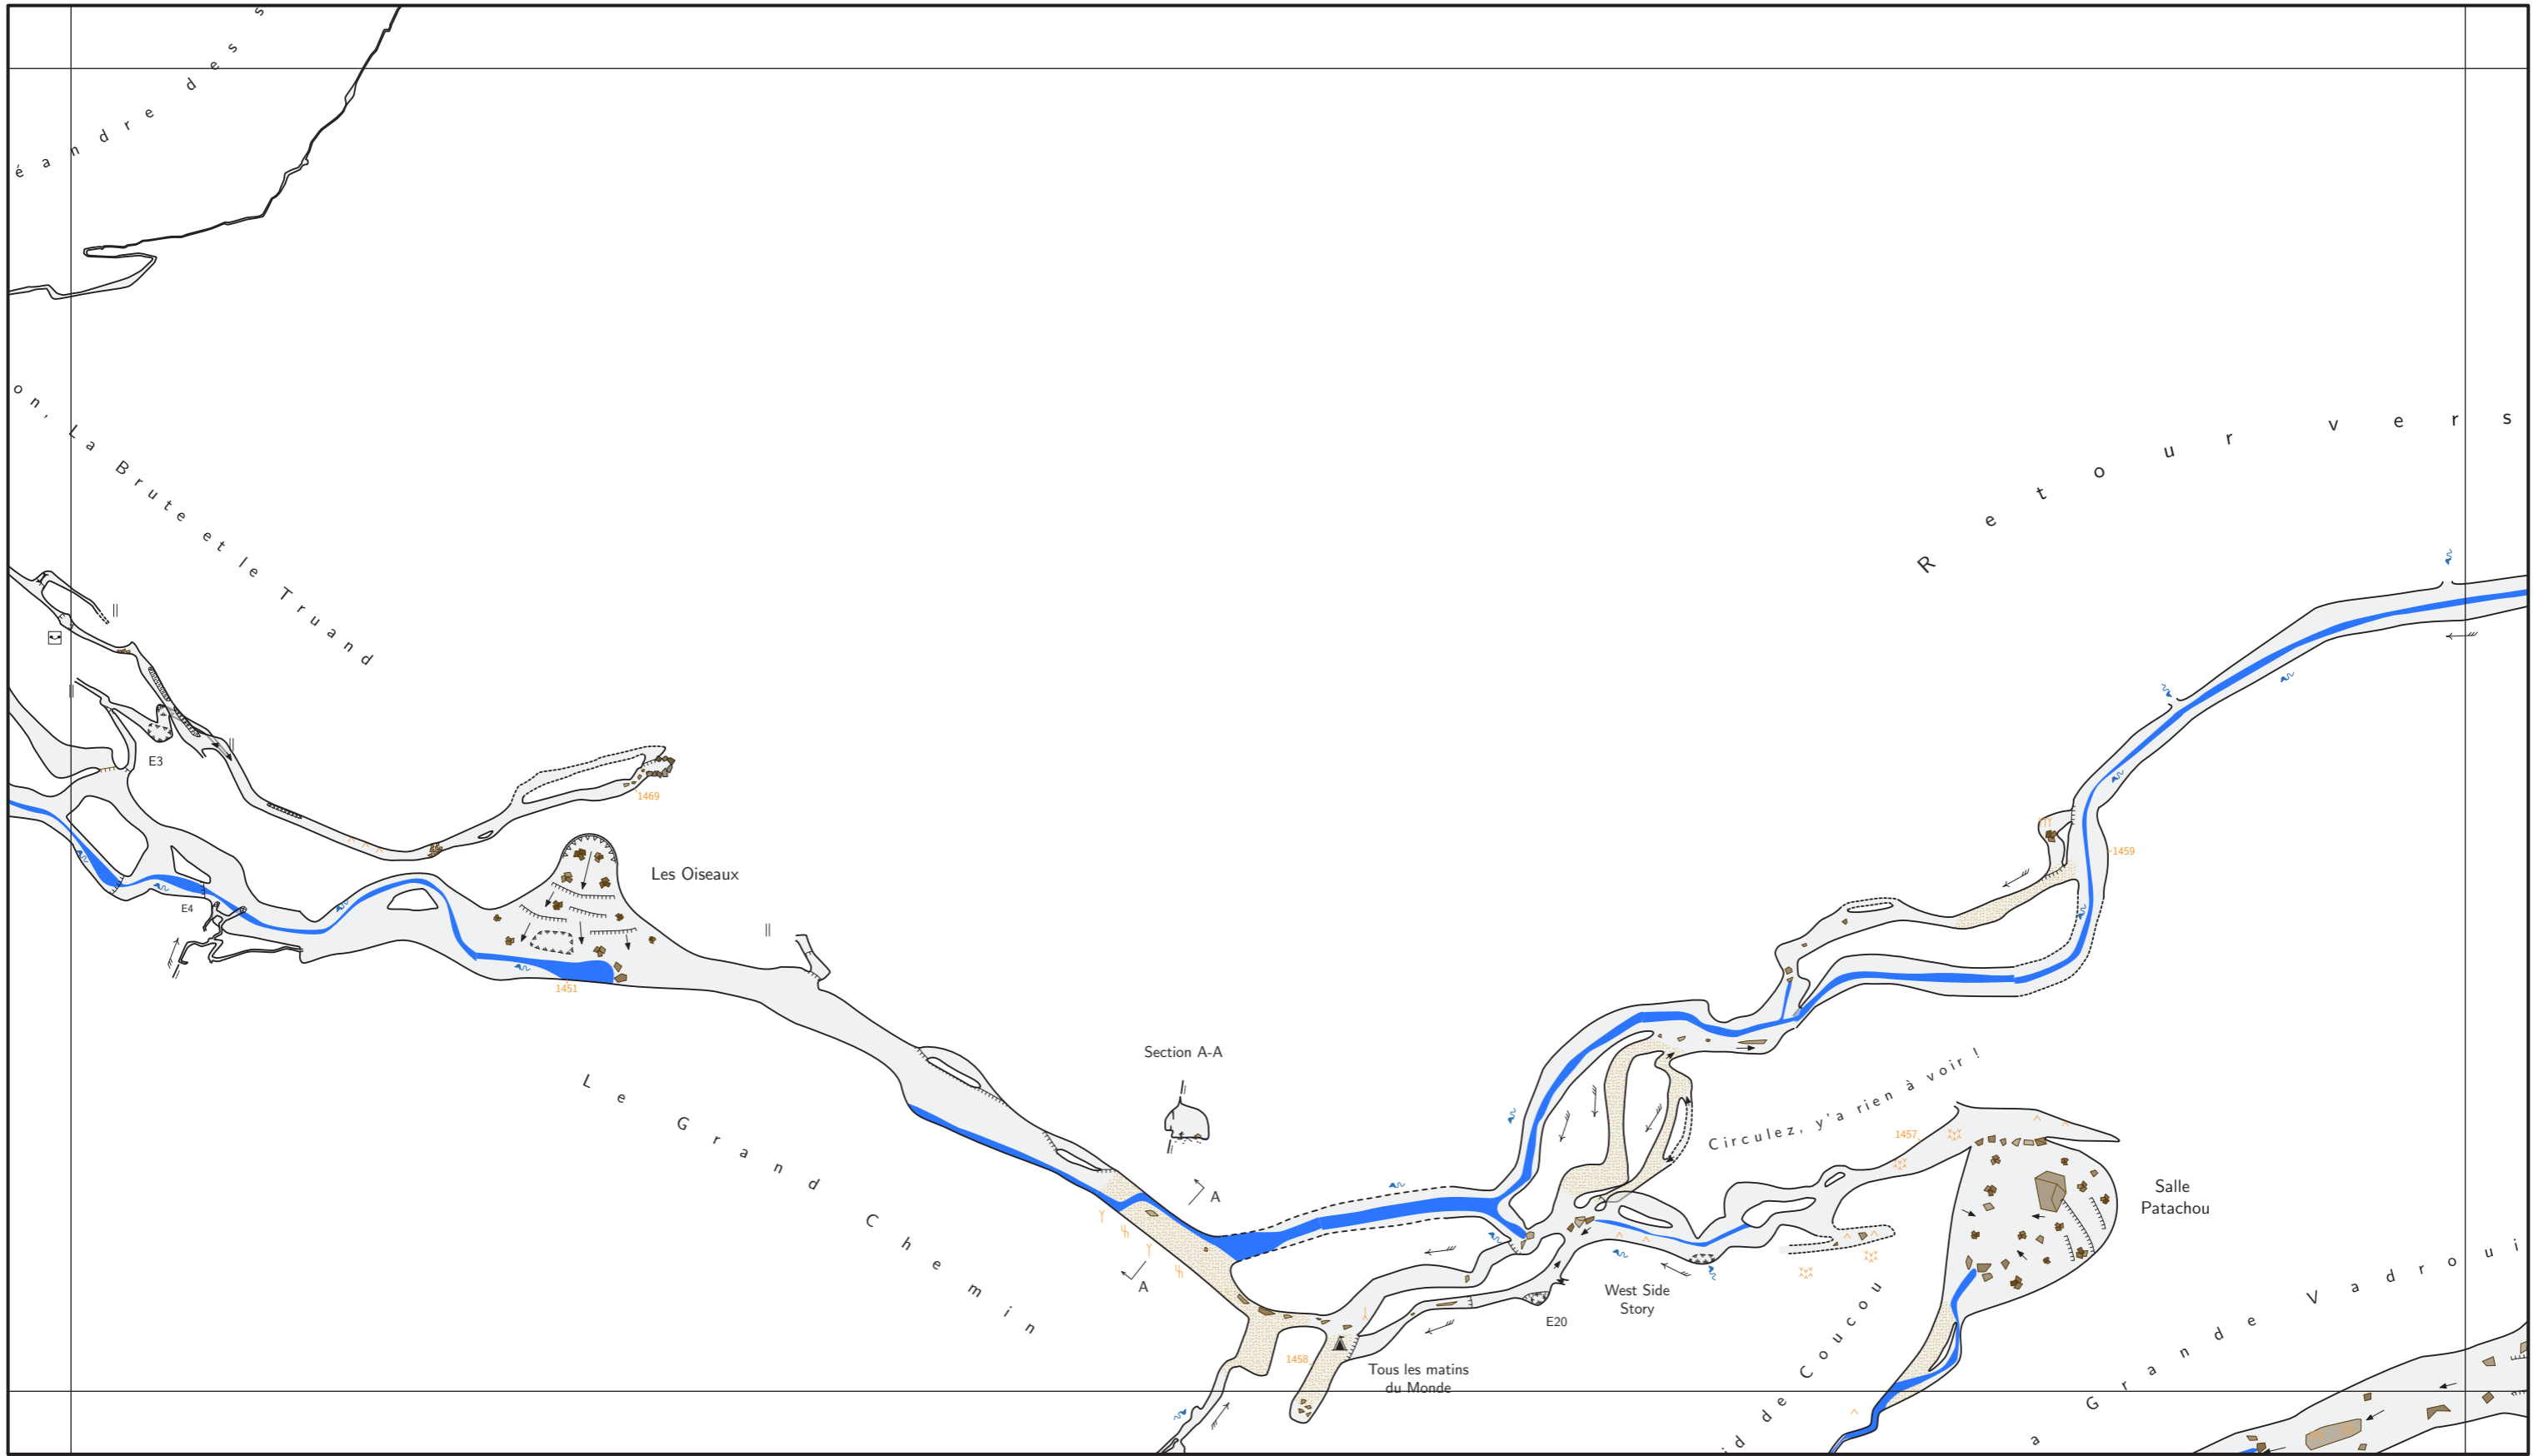 éandres des
on, La Brute et le Truand
Retour vers
E3
1469
Les Oiseaux
1459
E4
1451
Section A-A
Le Grand Chemin
Circulez, y'a rien à voir !
1457
A
A
Salle
Patachou
West Side
Story
E20
1458
Tous les matins
du Monde
id de Coucou
a Grande Vadroui